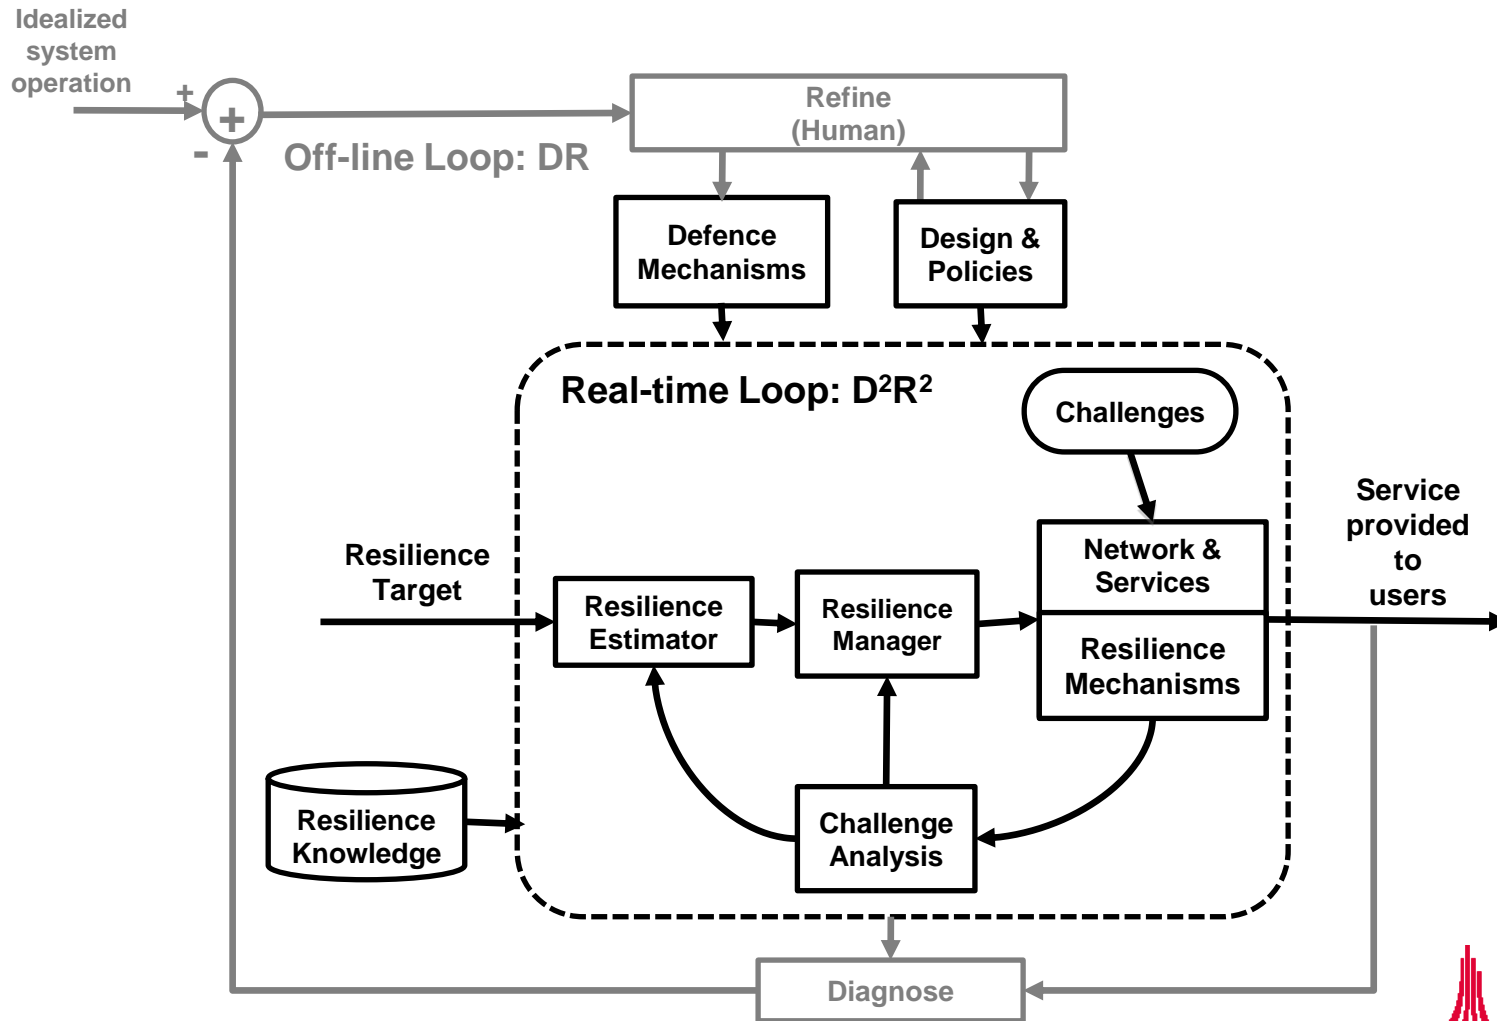 Idealized
system
operation
+
+
-
Off-line Loop: DR
Refine
(Human)
Defence
Mechanisms
Design &
Policies
Real-time Loop: D²R²
Challenges
Service
provided
to
users
Resilience
Target
Network &
Services
Resilience
Estimator
Resilience
Manager
Resilience
Mechanisms
Resilience
Knowledge
Challenge
Analysis
Diagnose